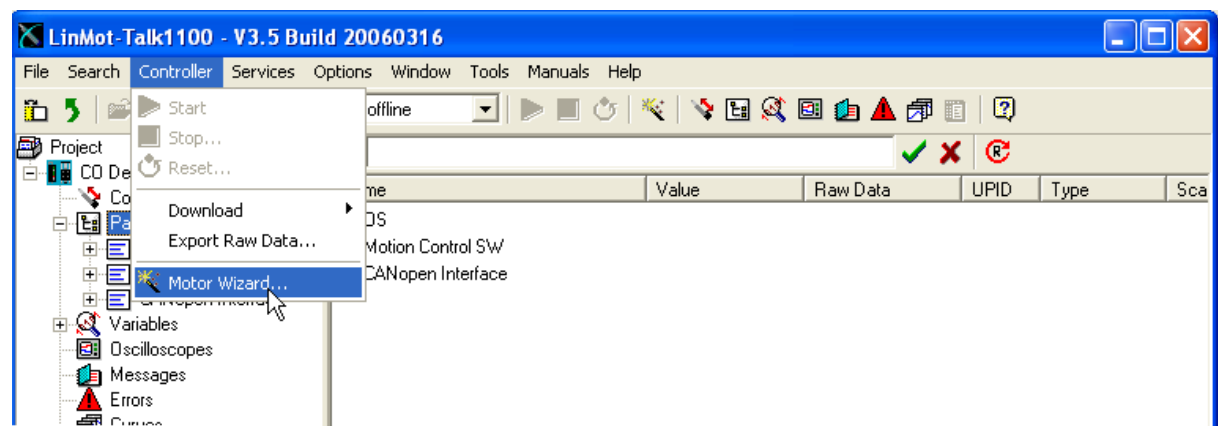 LinMot-Talk1100 - V3.5 Build 20060316
File Search Controller Services Options Window Tools Manuals Help
Start
offline
Stop...
Project
Reset...
CO De
me Value Raw Data UPID Type Sca
Co
Download
OS
Pa
Export Raw Data...
Motion Control SW
Motor Wizard...
CANopen Interface
Variables
Oscilloscopes
Messages
Errors